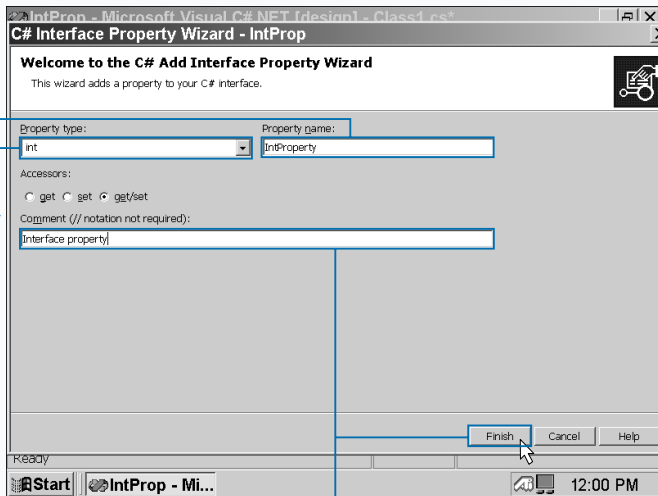 IntProp - Microsoft Visual C# .NET [design] - Class1.cs*
C# Interface Property Wizard - IntProp
Welcome to the C# Add Interface Property Wizard
This wizard adds a property to your C# interface.
Property type:
Property name:
int
IntProperty
Accessors:
get set get/set
Comment (// notation not required):
Interface property
Finish
Cancel
Help
Ready
Start
IntProp - Mi...
12:00 PM